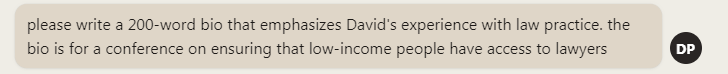 please write a 200-word bio that emphasizes David's experience with law practice. the
bio is for a conference on ensuring that low-income people have access to lawyers
DP